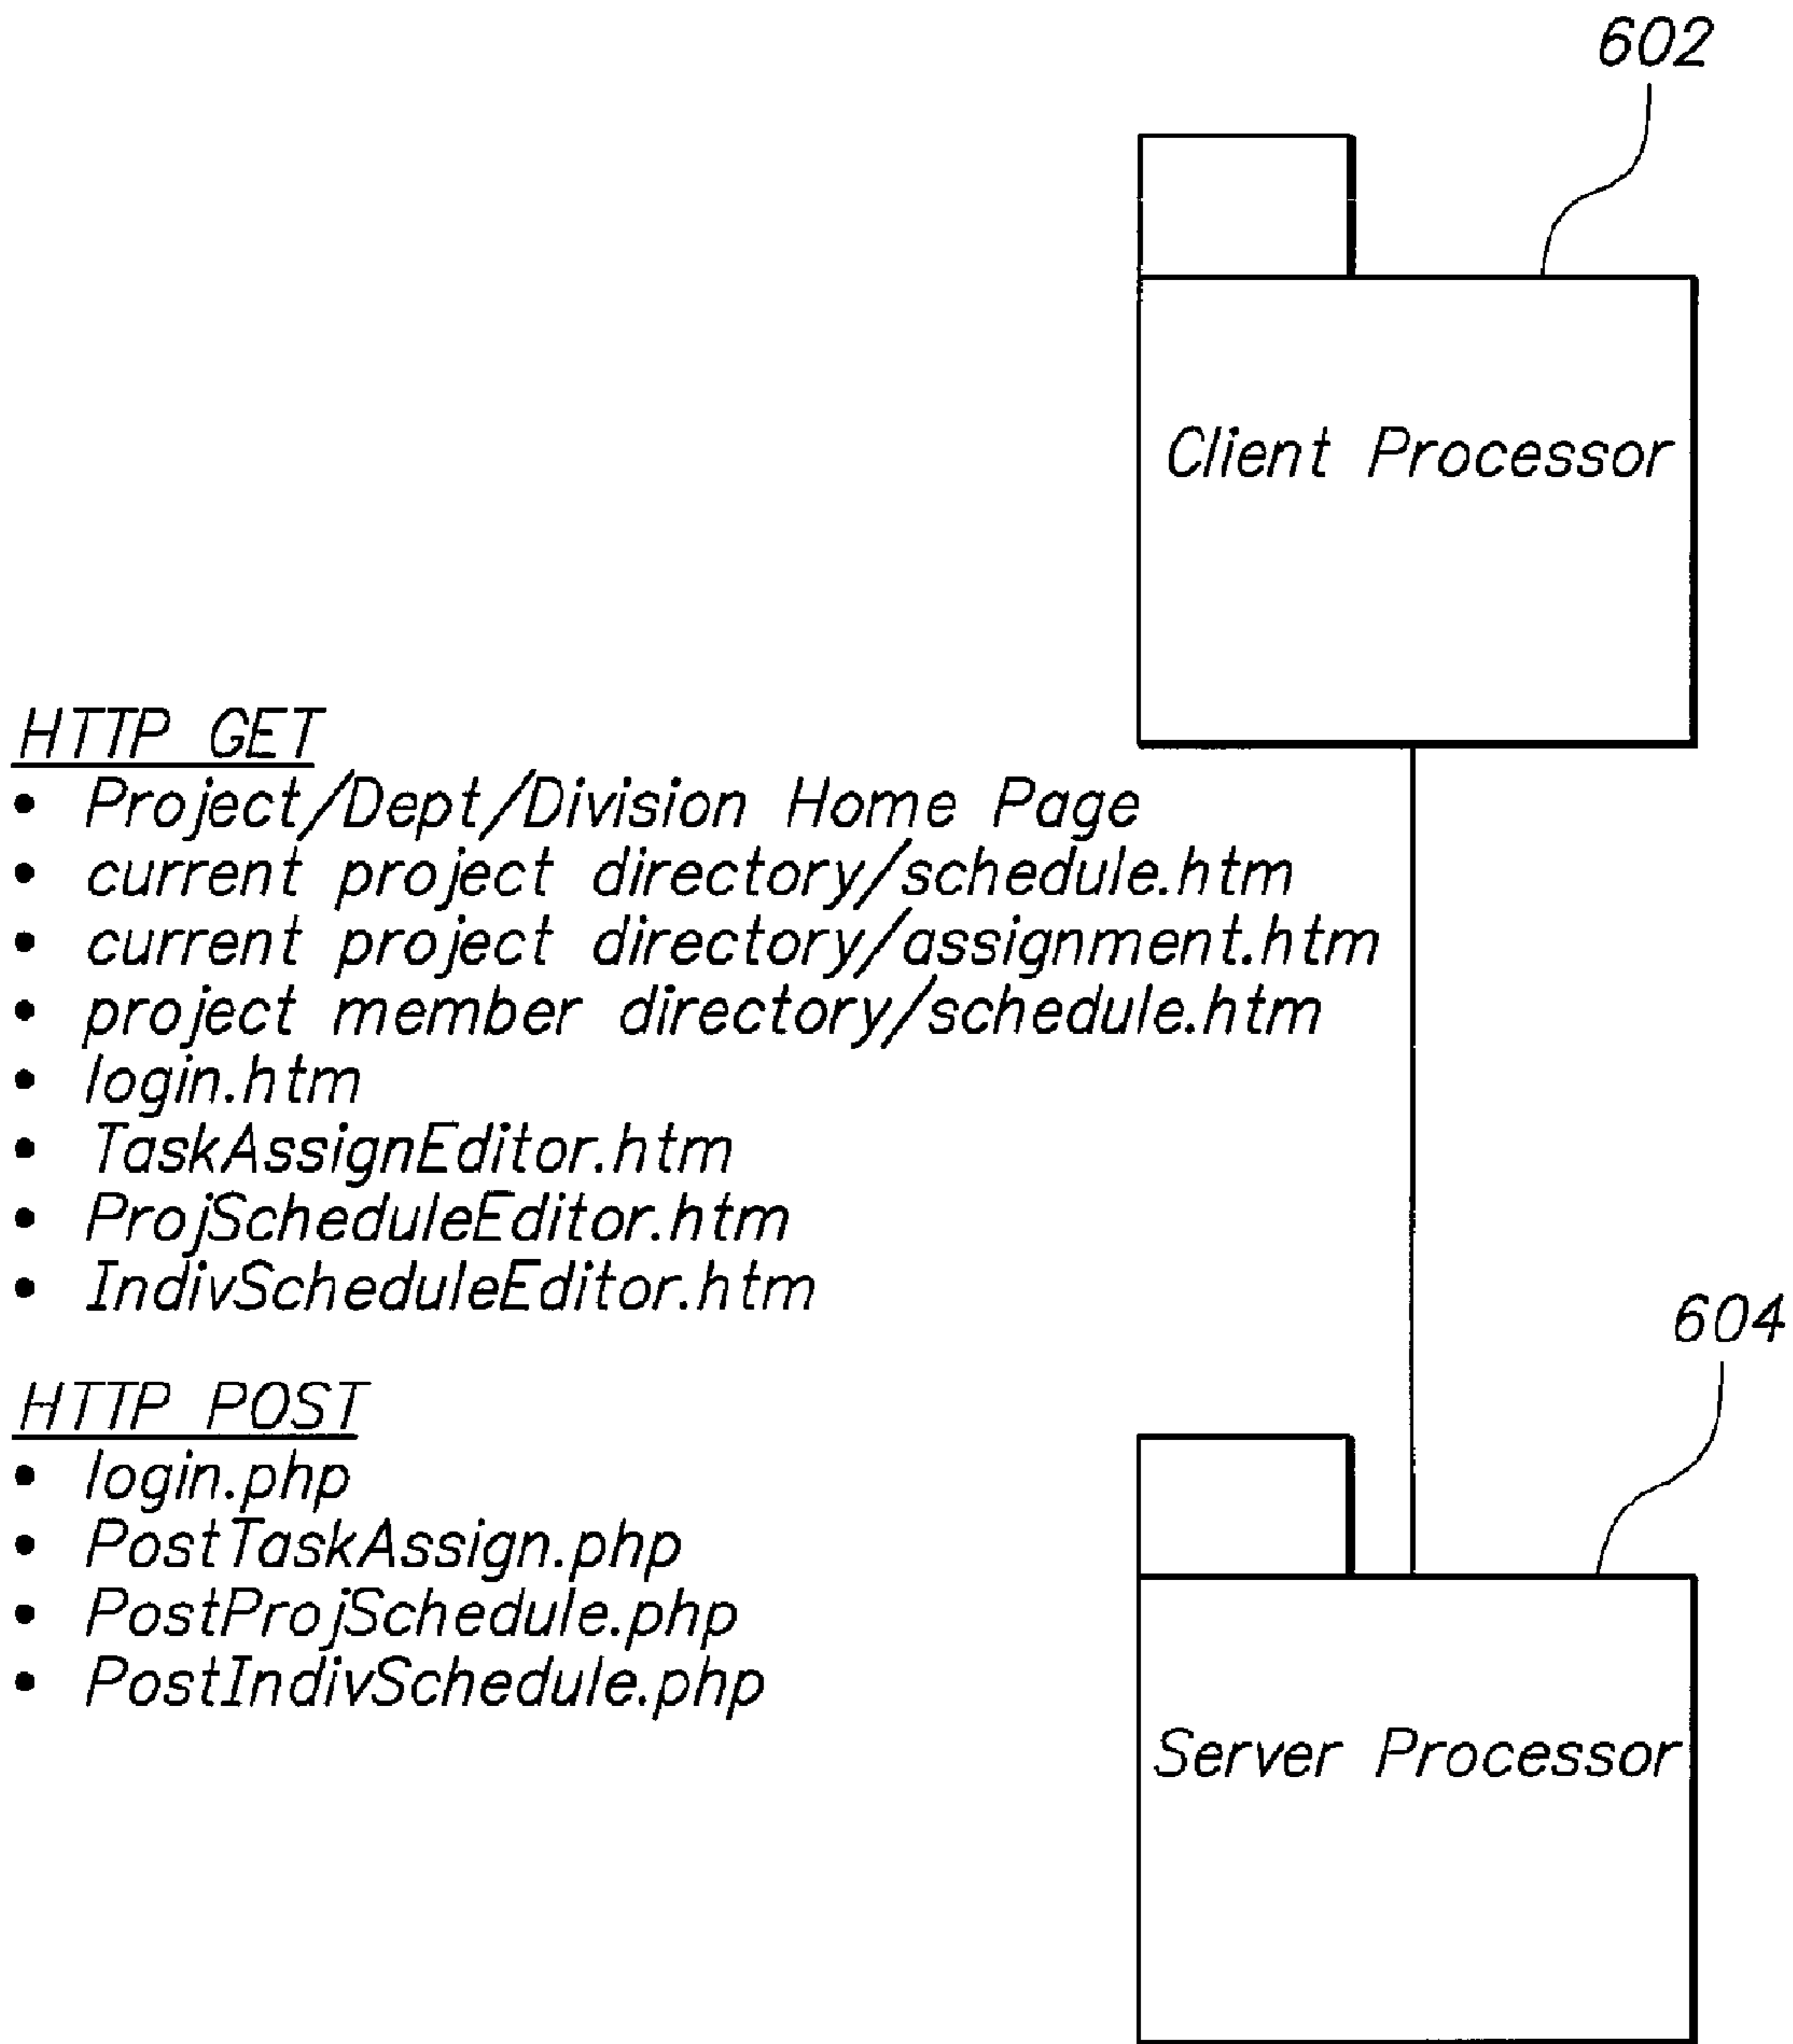 602
Client Processor
HTTP GET
• Project/Dept/Division Home Page
• current project directory/schedule.htm
• current project directory/assignment.htm
• project member directory/schedule.htm
• login.htm
• TaskAssignEditor.htm
• ProjScheduleEditor.htm
• IndivScheduleEditor.htm
604
HTTP POST
• login.php
• PostTaskAssign.php
• PostProjSchedule.php
• PostIndivSchedule.php
Server Processor